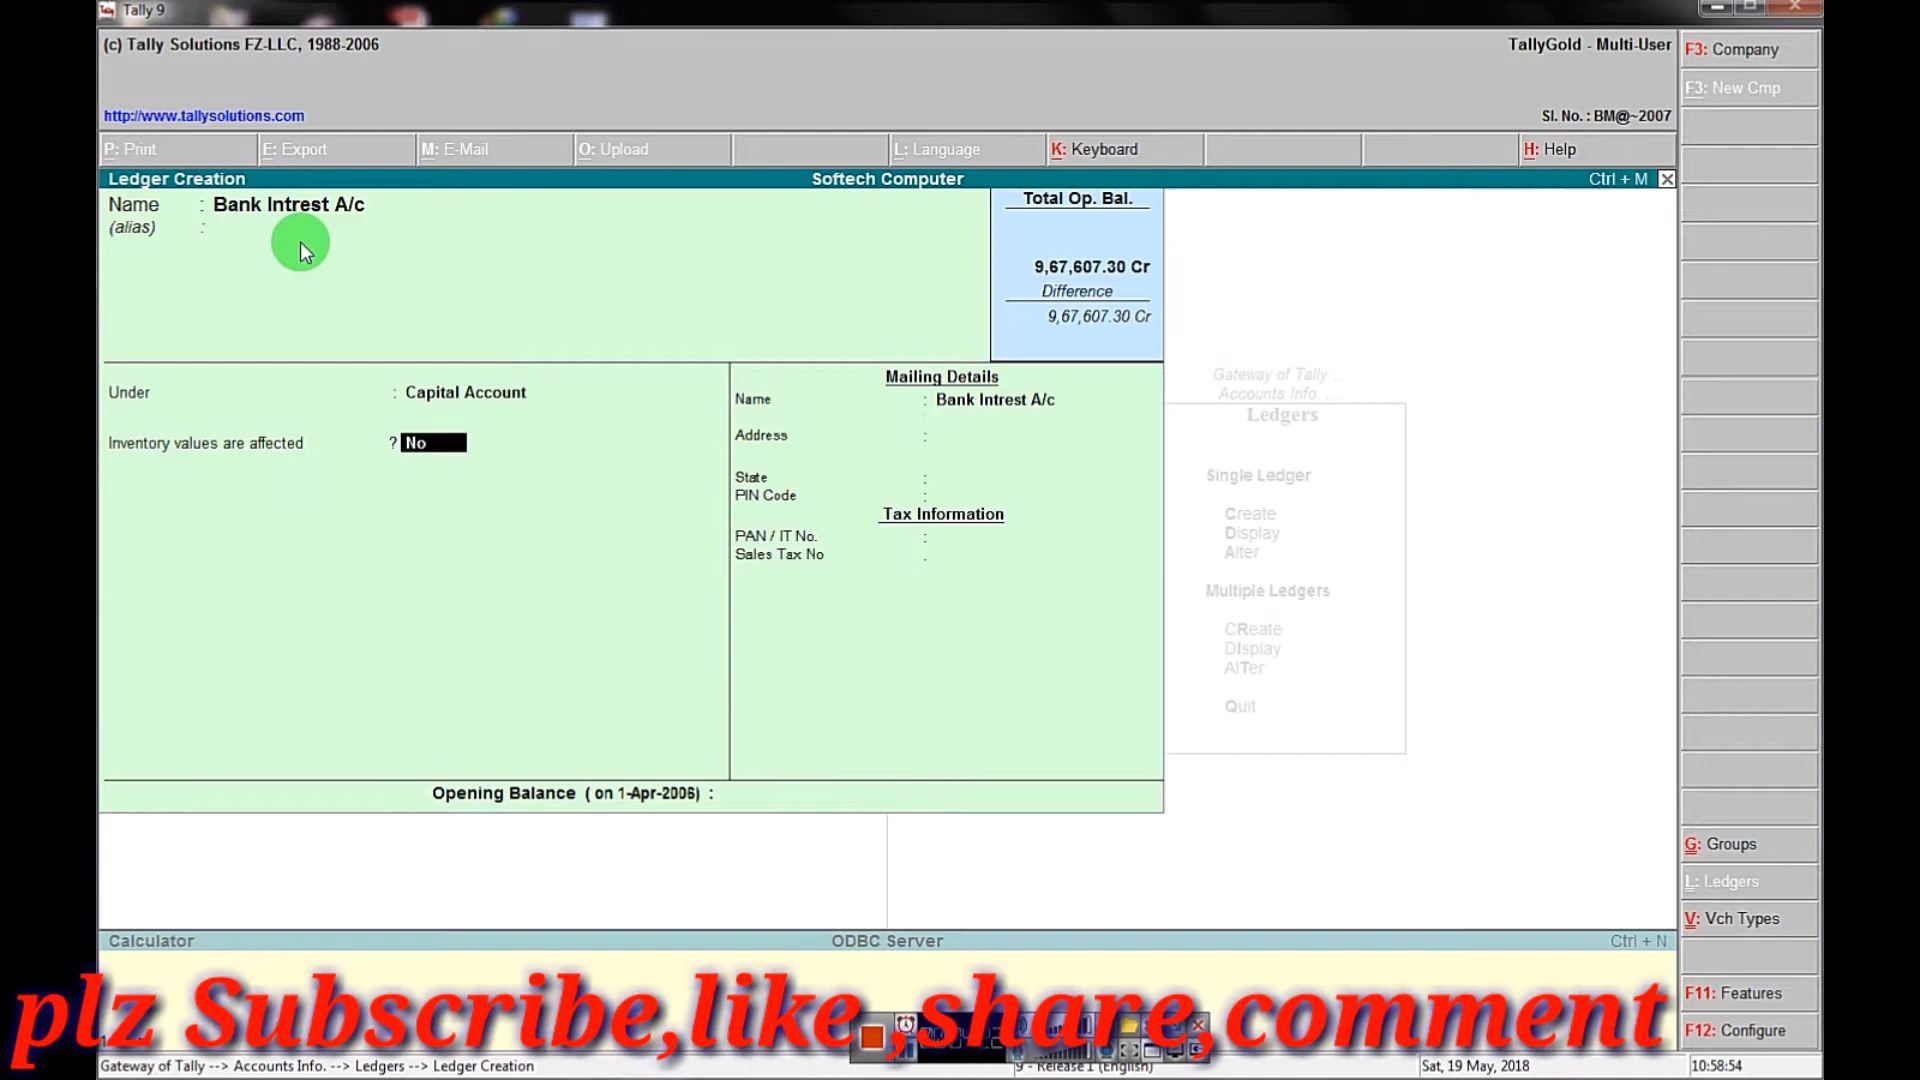 Tally 9
(c) Tally Solutions FZ-LLC, 1988-2006
TallyGold - Multi-User
http://www.tallysolutions.com
Sl. No. : BM@~2007
P: Print
E: Export
M: E-Mail
O: Upload
L: Language
K: Keyboard
H: Help
Ledger Creation
Softech Computer
Ctrl + M
Name : Bank Intrest A/c
(alias) :
Total Op. Bal.
9,67,607.30 Cr
Difference
9,67,607.30 Cr
Under : Capital Account
Inventory values are affected ? No
Mailing Details
Name : Bank Intrest A/c
Address :
State :
PIN Code :
Tax Information
PAN / IT No. :
Sales Tax No :
Opening Balance ( on 1-Apr-2006) :
Gateway of Tally ..
Accounts Info. ....
Ledgers
Single Ledger
Create
Display
Alter
Multiple Ledgers
CReate
DIsplay
AlTer
Quit
F3: Company
F3: New Cmp
G: Groups
L: Ledgers
V: Vch Types
F11: Features
F12: Configure
Calculator
ODBC Server
Ctrl + N
plz Subscribe,like ,share,comment
Gateway of Tally --> Accounts Info. --> Ledgers --> Ledger Creation
9 - Release 1 (English)
Sat, 19 May, 2018
10:58:54